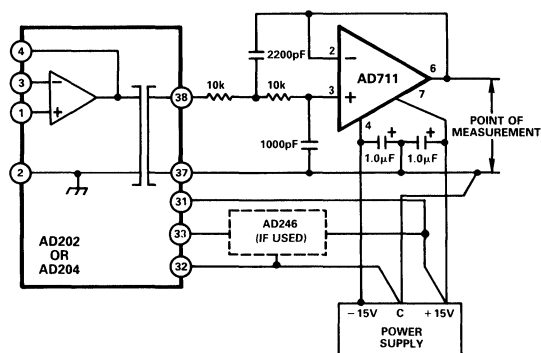 4
3
1
2
AD202
OR
AD204
38
37
31
33
32
2200pF
10k
10k
1000pF
2
3
AD711
6
7
4
+
+
1.0µF
1.0µF
POINT OF
MEASUREMENT
AD246
(IF USED)
–15V
C
+15V
POWER
SUPPLY